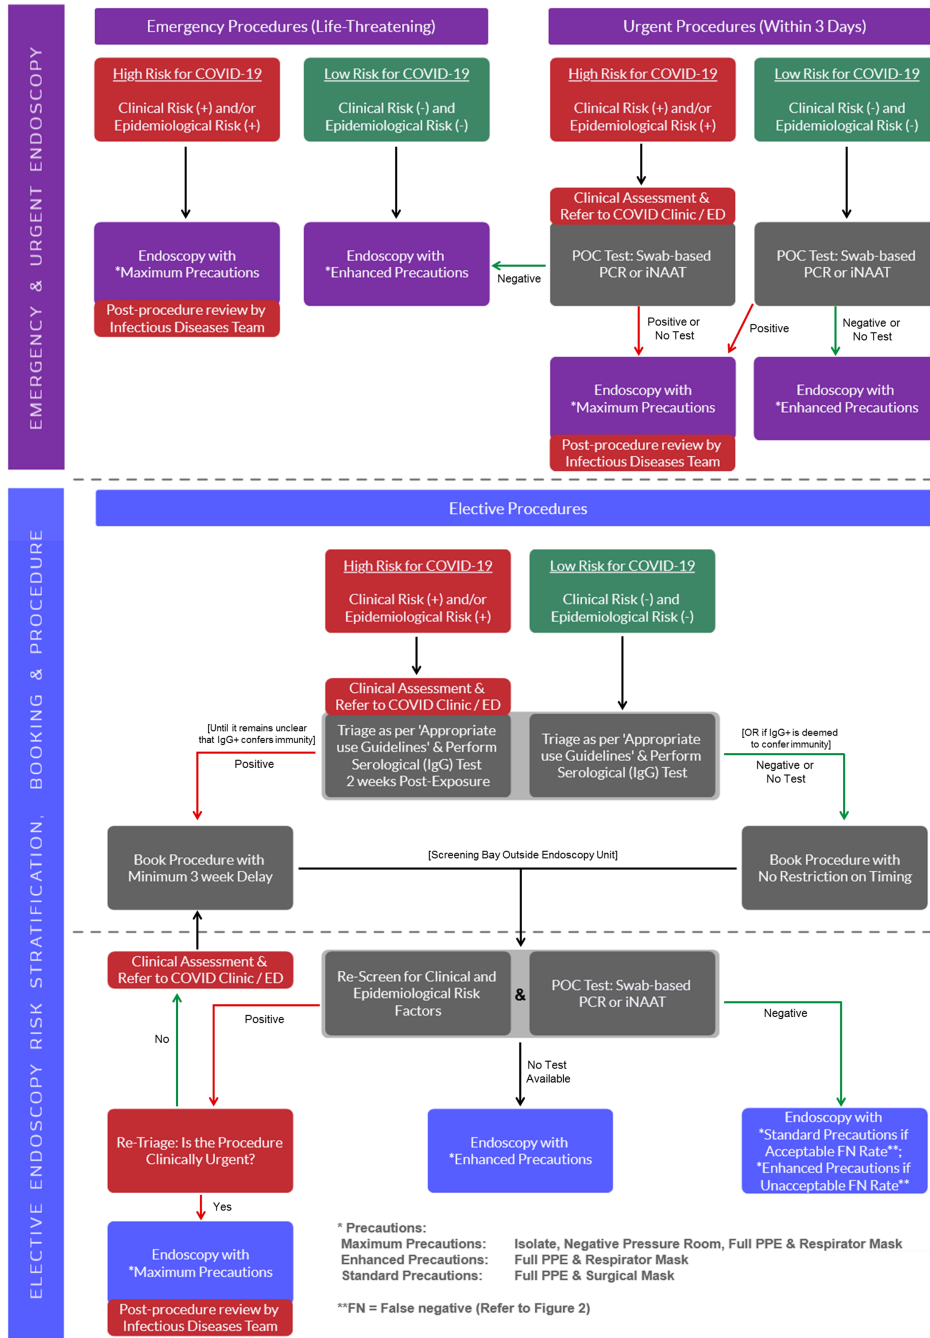 EMERGENCY & URGENT ENDOSCOPY
Emergency Procedures (Life-Threatening)
High Risk for COVID-19
Clinical Risk (+) and/or
Epidemiological Risk (+)
Low Risk for COVID-19
Clinical Risk (-) and
Epidemiological Risk (-)
Endoscopy with
*Maximum Precautions
Post-procedure review by
Infectious Diseases Team
Endoscopy with
*Enhanced Precautions
Urgent Procedures (Within 3 Days)
High Risk for COVID-19
Clinical Risk (+) and/or
Epidemiological Risk (+)
Low Risk for COVID-19
Clinical Risk (-) and
Epidemiological Risk (-)
Clinical Assessment &
Refer to COVID Clinic / ED
POC Test: Swab-based
PCR or iNAAT
POC Test: Swab-based
PCR or iNAAT
Negative
Positive or
No Test
Positive
Negative or
No Test
Endoscopy with
*Maximum Precautions
Post-procedure review by
Infectious Diseases Team
Endoscopy with
*Enhanced Precautions
ELECTIVE ENDOSCOPY RISK STRATIFICATION, BOOKING & PROCEDURE
Elective Procedures
High Risk for COVID-19
Clinical Risk (+) and/or
Epidemiological Risk (+)
Low Risk for COVID-19
Clinical Risk (-) and
Epidemiological Risk (-)
Clinical Assessment &
Refer to COVID Clinic / ED
Triage as per 'Appropriate
use Guidelines' & Perform
Serological (IgG) Test
2 weeks Post-Exposure
Triage as per 'Appropriate
use Guidelines' & Perform
Serological (IgG) Test
[Until it remains unclear
that IgG+ confers immunity]
Positive
[OR if IgG+ is deemed
to confer immunity]
Negative or
No Test
Book Procedure with
Minimum 3 week Delay
[Screening Bay Outside Endoscopy Unit]
Book Procedure with
No Restriction on Timing
Clinical Assessment &
Refer to COVID Clinic / ED
Re-Screen for Clinical and
Epidemiological Risk
Factors
&
POC Test: Swab-based
PCR or iNAAT
Positive
Negative
No
No Test
Available
Re-Triage: Is the Procedure
Clinically Urgent?
Endoscopy with
*Enhanced Precautions
Endoscopy with
*Standard Precautions if
Acceptable FN Rate**;
*Enhanced Precautions if
Unacceptable FN Rate**
Yes
Endoscopy with
*Maximum Precautions
Post-procedure review by
Infectious Diseases Team
* Precautions:
Maximum Precautions: Isolate, Negative Pressure Room, Full PPE & Respirator Mask
Enhanced Precautions: Full PPE & Respirator Mask
Standard Precautions: Full PPE & Surgical Mask
**FN = False negative (Refer to Figure 2)